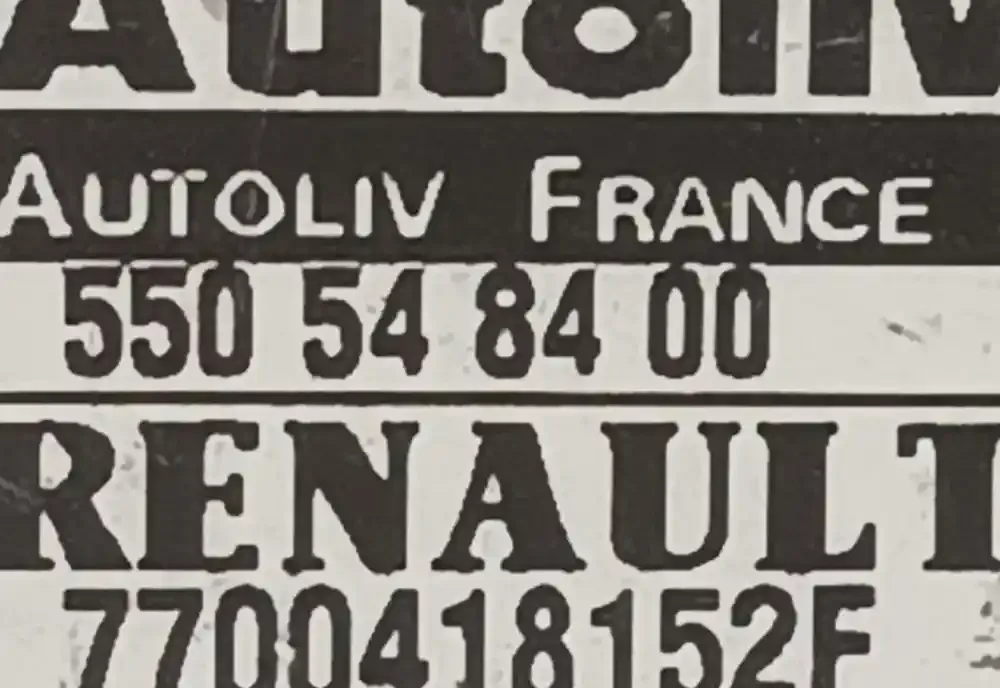 Autoliv
AUTOLIV FRANCE
550 54 84 00
RENAULT
7700418152F